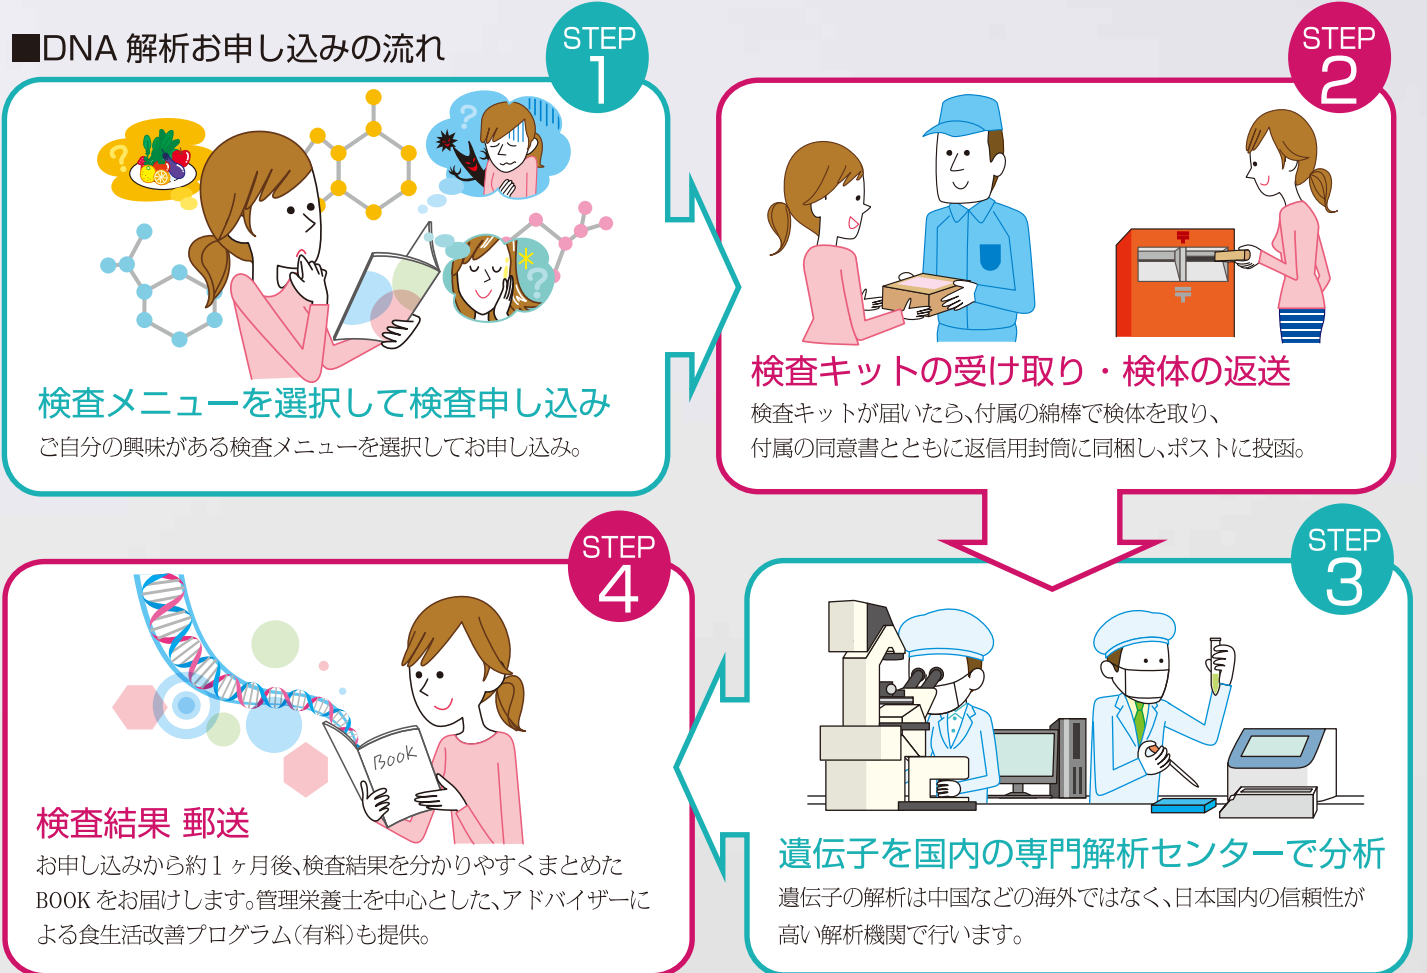 ■DNA 解析お申し込みの流れ
STEP
1
?
?
?
検査メニューを選択して検査申し込み
ご自分の興味がある検査メニューを選択してお申し込み。
STEP
2
〒
検査キットの受け取り・検体の返送
検査キットが届いたら、付属の綿棒で検体を取り、
付属の同意書とともに返信用封筒に同梱し、ポストに投函。
STEP
3
遺伝子を国内の専門解析センターで分析
遺伝子の解析は中国などの海外ではなく、日本国内の信頼性が
高い解析機関で行います。
STEP
4
BOOK
検査結果 郵送
お申し込みから約1ヶ月後、検査結果を分かりやすくまとめた
BOOK をお届けします。管理栄養士を中心とした、アドバイザーに
よる食生活改善プログラム(有料)も提供。